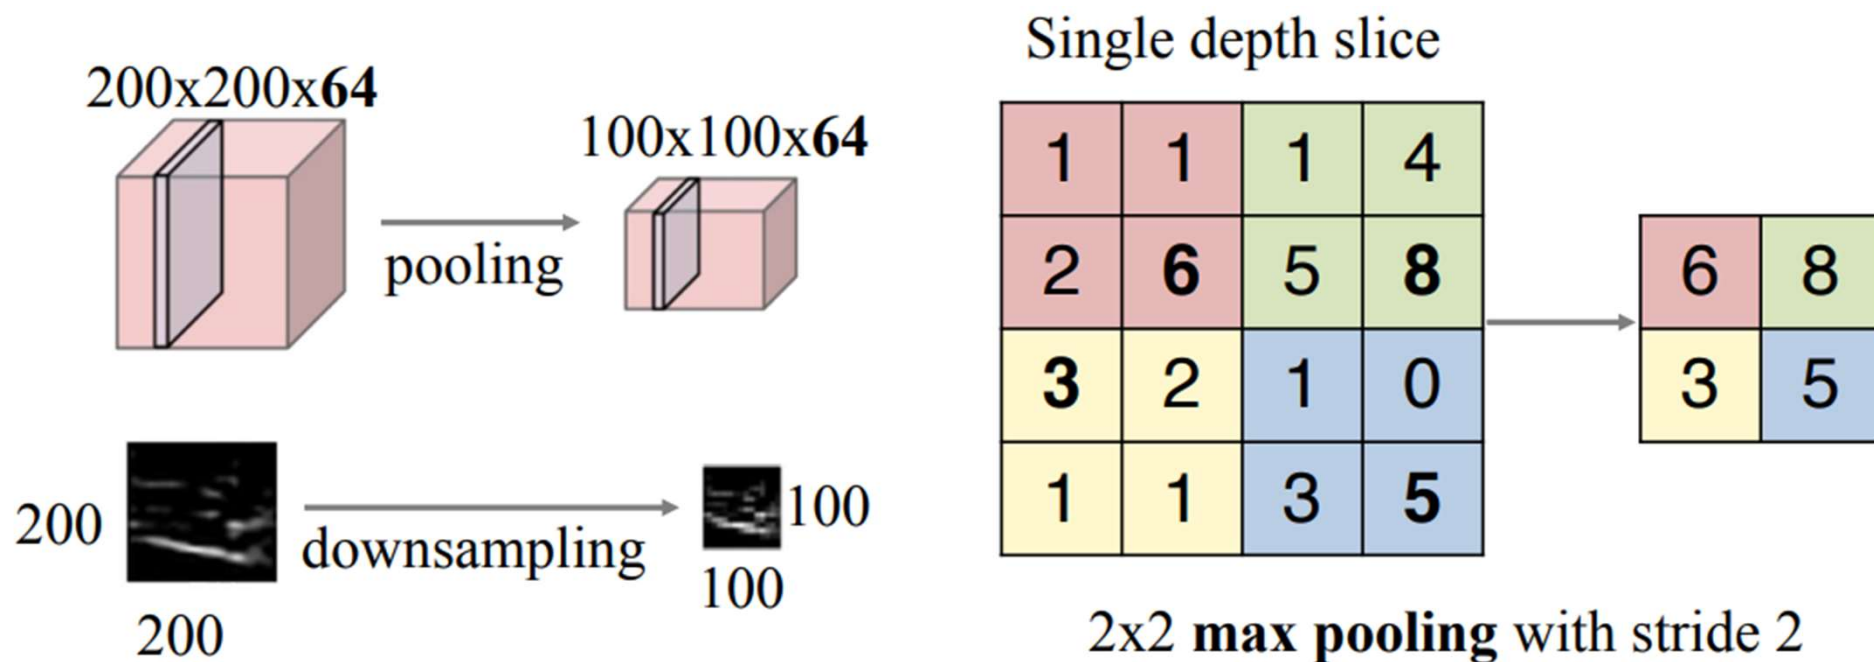 200x200x64
100x100x64
pooling
200
200
downsampling
100
100
Single depth slice
1 1 1 4
2 6 5 8
3 2 1 0
1 1 3 5
6 8
3 5
2x2 max pooling with stride 2